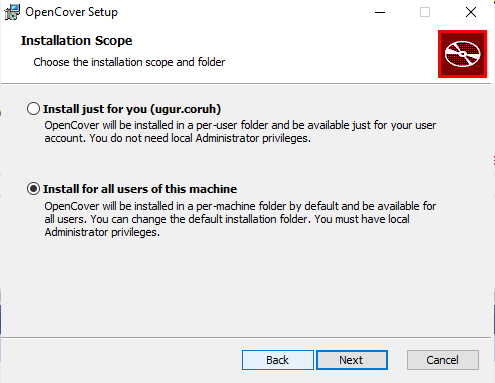 OpenCover Setup
Installation Scope
Choose the installation scope and folder
Install just for you (ugur.coruh)
OpenCover will be installed in a per-user folder and be available just for your user
account. You do not need local Administrator privileges.
Install for all users of this machine
OpenCover will be installed in a per-machine folder by default and be available for
all users. You can change the default installation folder. You must have local
Administrator privileges.
Back
Next
Cancel